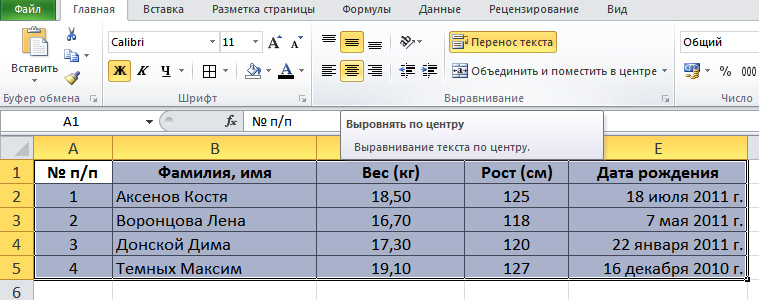 Файл Главная Вставка Разметка страницы Формулы Данные Рецензирование Вид
Calibri 11 Перенос текста Общий
Вставить Ж К Ч А Объединить и поместить в центре % 000
Буфер обмена Шрифт Выравнивание Число
A1 fx № п/п
Выровнять по центру
Выравнивание текста по центру.
A B E
1 № п/п Фамилия, имя Вес (кг) Рост (см) Дата рождения
2 1 Аксенов Костя 18,50 125 18 июля 2011 г.
3 2 Воронцова Лена 16,70 118 7 мая 2011 г.
4 3 Донской Дима 17,30 120 22 января 2011 г.
5 4 Темных Максим 19,10 127 16 декабря 2010 г.
6